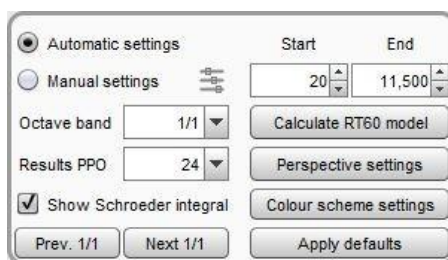 Automatic settings Start End
Manual settings 20 11,500
Octave band 1/1 Calculate RT60 model
Results PPO 24 Perspective settings
Show Schroeder integral Colour scheme settings
Prev. 1/1 Next 1/1 Apply defaults